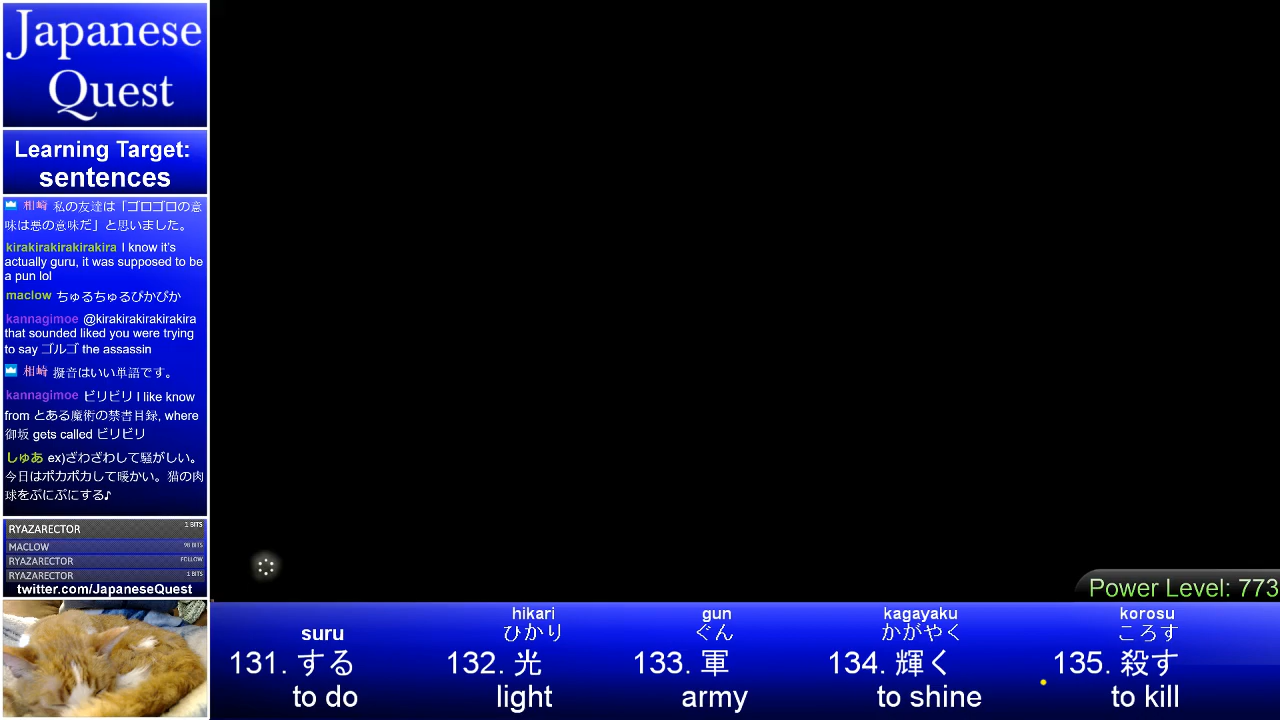 Japanese
Quest
Learning Target:
sentences
相崎 私の友達は「ゴロゴロの意
味は悪の意味だ」と思いました。
kirakirakirakirakira I know it's
actually guru, it was supposed to be
a pun lol
maclow ちゅるちゅるぴかぴか
kannagimoe @kirakirakirakirakira
that sounded liked you were trying
to say ゴルゴ the assassin
相崎 擬音はいい単語です。
kannagimoe ビリビリ I like know
from とある魔術の禁書目録, where
御坂 gets called ビリビリ
しゅあ ex)ざわざわして騒がしい。
今日はポカポカして暖かい。猫の肉
球をぷにぷにする♪
RYAZARECTOR 1 BITS
MACLOW 98 BITS
RYAZARECTOR FOLLOW
RYAZARECTOR 1 BITS
twitter.com/JapaneseQuest
Power Level: 773
suru
131. する
to do
hikari
ひかり
132. 光
light
gun
ぐん
133. 軍
army
kagayaku
かがやく
134. 輝く
to shine
korosu
ころす
135. 殺す
to kill